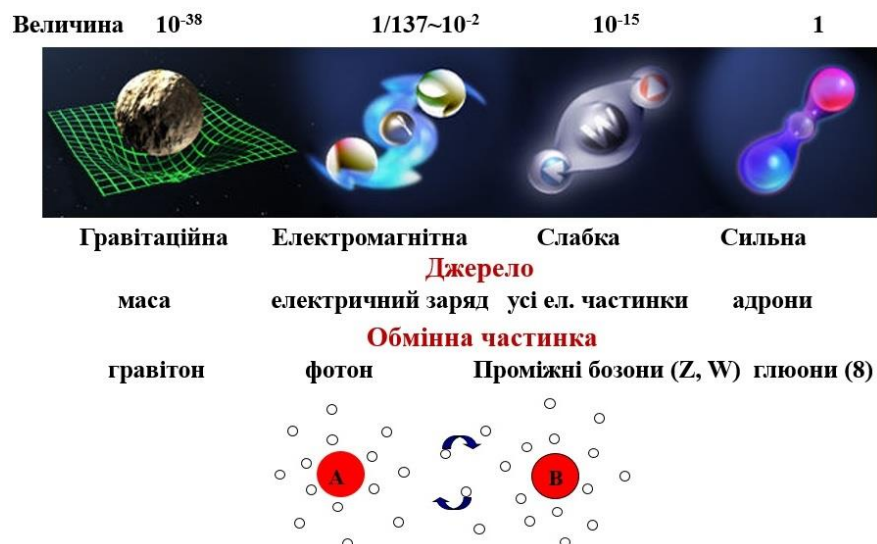 Величина 10⁻³⁸ 1/137~10⁻² 10⁻¹⁵ 1
W
Гравітаційна Електромагнітна Слабка Сильна
Джерело
маса електричний заряд усі ел. частинки адрони
Обмінна частинка
гравітон фотон Проміжні бозони (Z, W) глюони (8)
A B